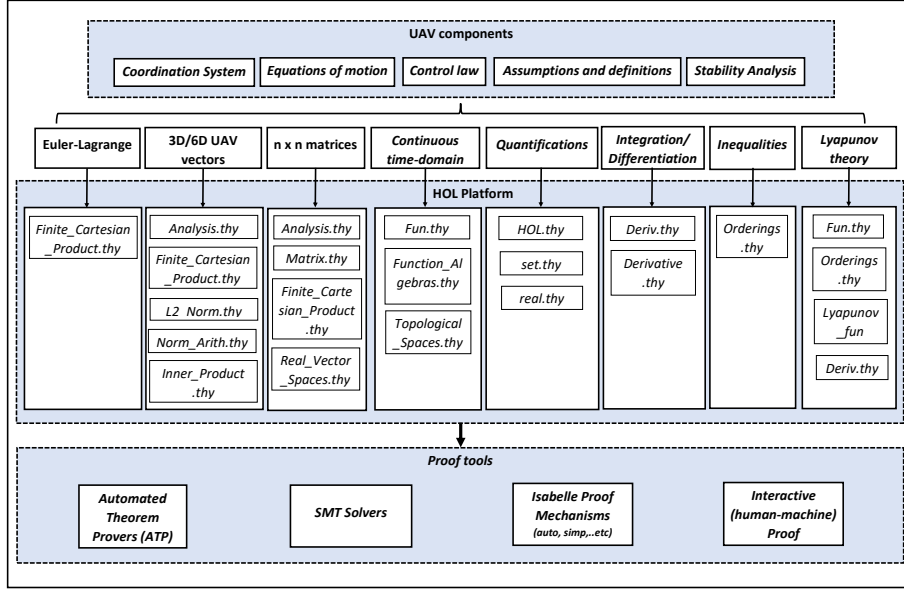 UAV components
Coordination System
Equations of motion
Control law
Assumptions and definitions
Stability Analysis
Euler-Lagrange
3D/6D UAV
vectors
n x n matrices
Continuous
time-domain
Quantifications
Integration/
Differentiation
Inequalities
Lyapunov
theory
HOL Platform
Finite_Cartesian
_Product.thy
Analysis.thy
Finite_Cartesian
_Product.thy
L2_Norm.thy
Norm_Arith.thy
Inner_Product
.thy
Analysis.thy
Matrix.thy
Finite_Carte
sian_Product
.thy
Real_Vector
_Spaces.thy
Fun.thy
Function_Al
gebras.thy
Topological
_Spaces.thy
HOL.thy
set.thy
real.thy
Deriv.thy
Derivative
.thy
Orderings
.thy
Fun.thy
Orderings
.thy
Lyapunov
_fun
Deriv.thy
Proof tools
Automated
Theorem
Provers (ATP)
SMT Solvers
Isabelle Proof
Mechanisms
(auto, simp,..etc)
Interactive
(human-machine)
Proof